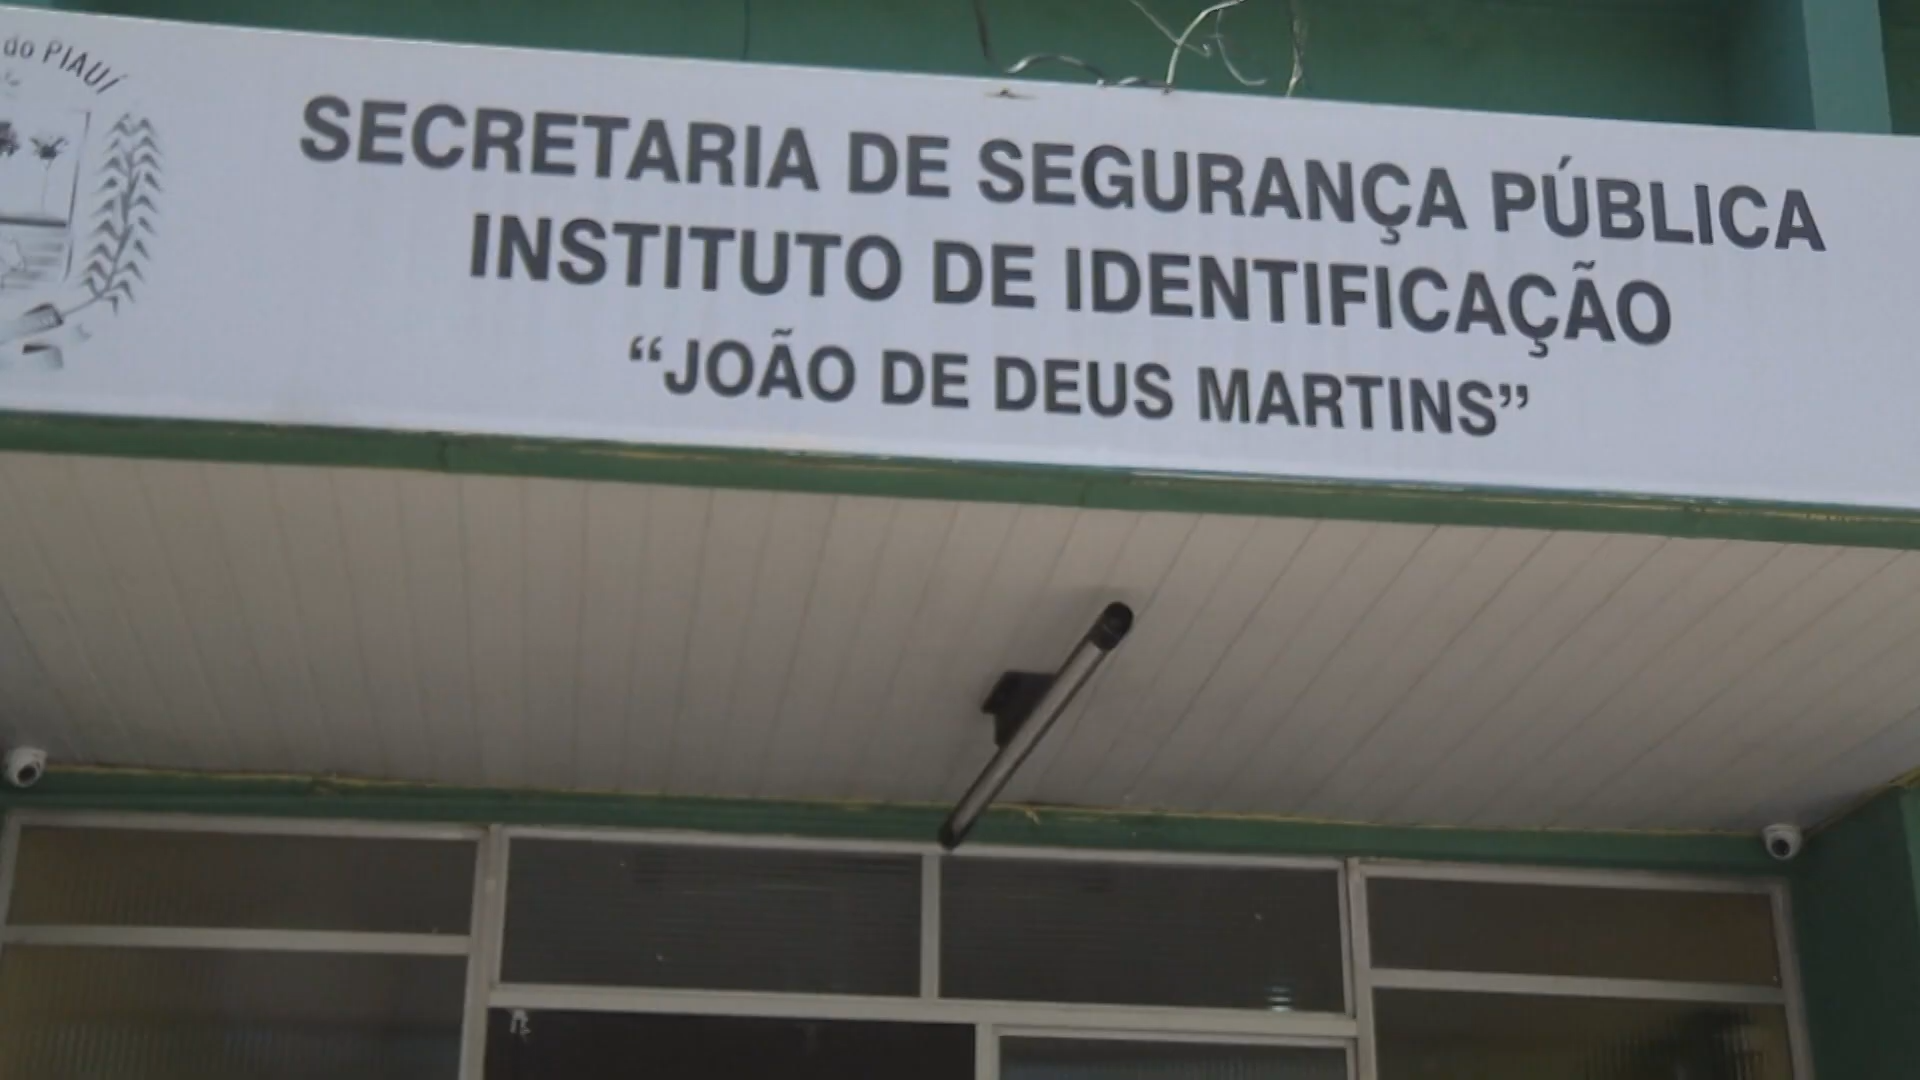 do PIAUÍ
SECRETARIA DE SEGURANÇA PÚBLICA
INSTITUTO DE IDENTIFICAÇÃO
“JOÃO DE DEUS MARTINS”